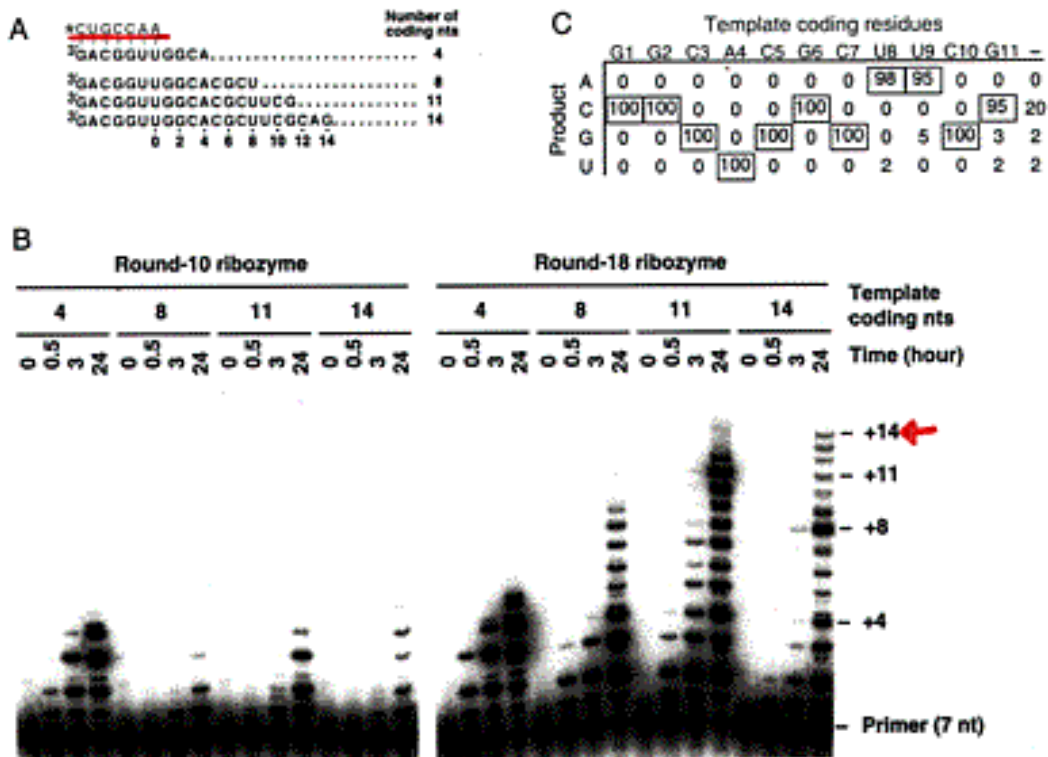 A
Number of
coding nts
*CUGCCAA
3'GACGGUUGGCA.................................... 4
3'GACGGUUGGCACGCU........................... 8
3'GACGGUUGGCACGCUUCG.................... 11
3'GACGGUUGGCACGCUUCGCAG............. 14
0 2 4 6 8 10 12 14
C
Template coding residues
G1 G2 C3 A4 C5 G6 C7 U8 U9 C10 G11 –
Product
A 0 0 0 0 0 0 0 98 95 0 0 0
C 100 100 0 0 0 100 0 0 0 0 95 20
G 0 0 100 0 100 0 100 0 5 100 3 2
U 0 0 0 100 0 0 0 2 0 0 2 2
B
Round-10 ribozyme Round-18 ribozyme
4 8 11 14 4 8 11 14 Template
coding nts
0 0.5 3 24 0 0.5 3 24 0 0.5 3 24 0 0.5 3 24 0 0.5 3 24 0 0.5 3 24 0 0.5 3 24 0 0.5 3 24 Time (hour)
– +14
– +11
– +8
– +4
– Primer (7 nt)